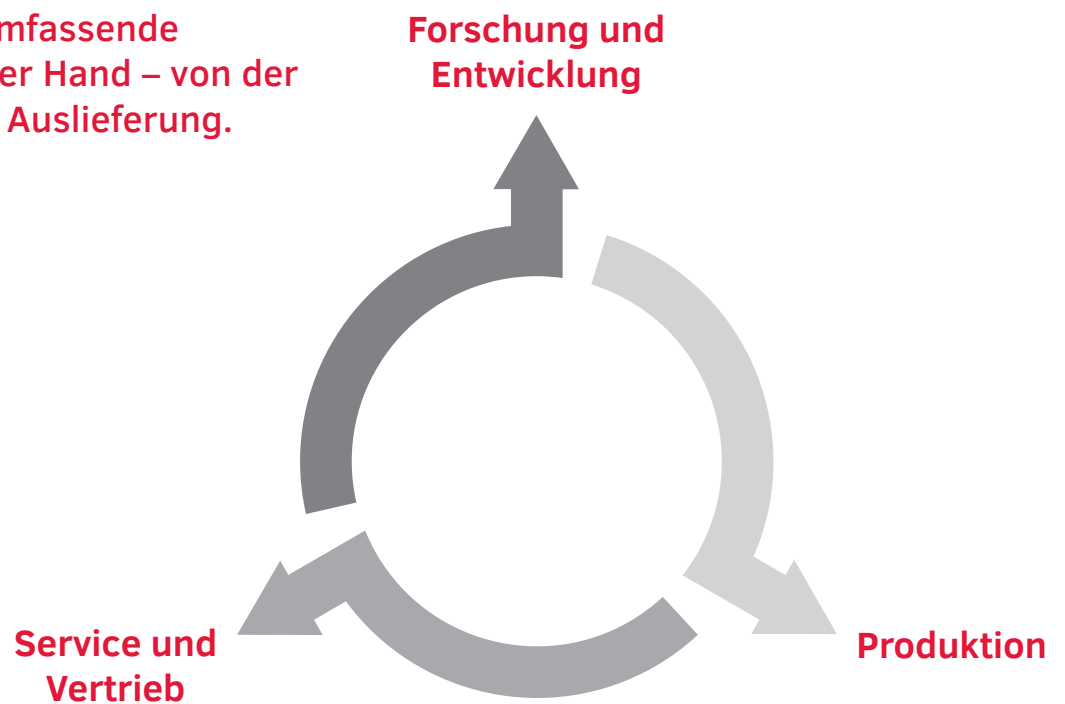 mfassende
er Hand – von der
Auslieferung.
Forschung und
Entwicklung
Service und
Vertrieb
Produktion